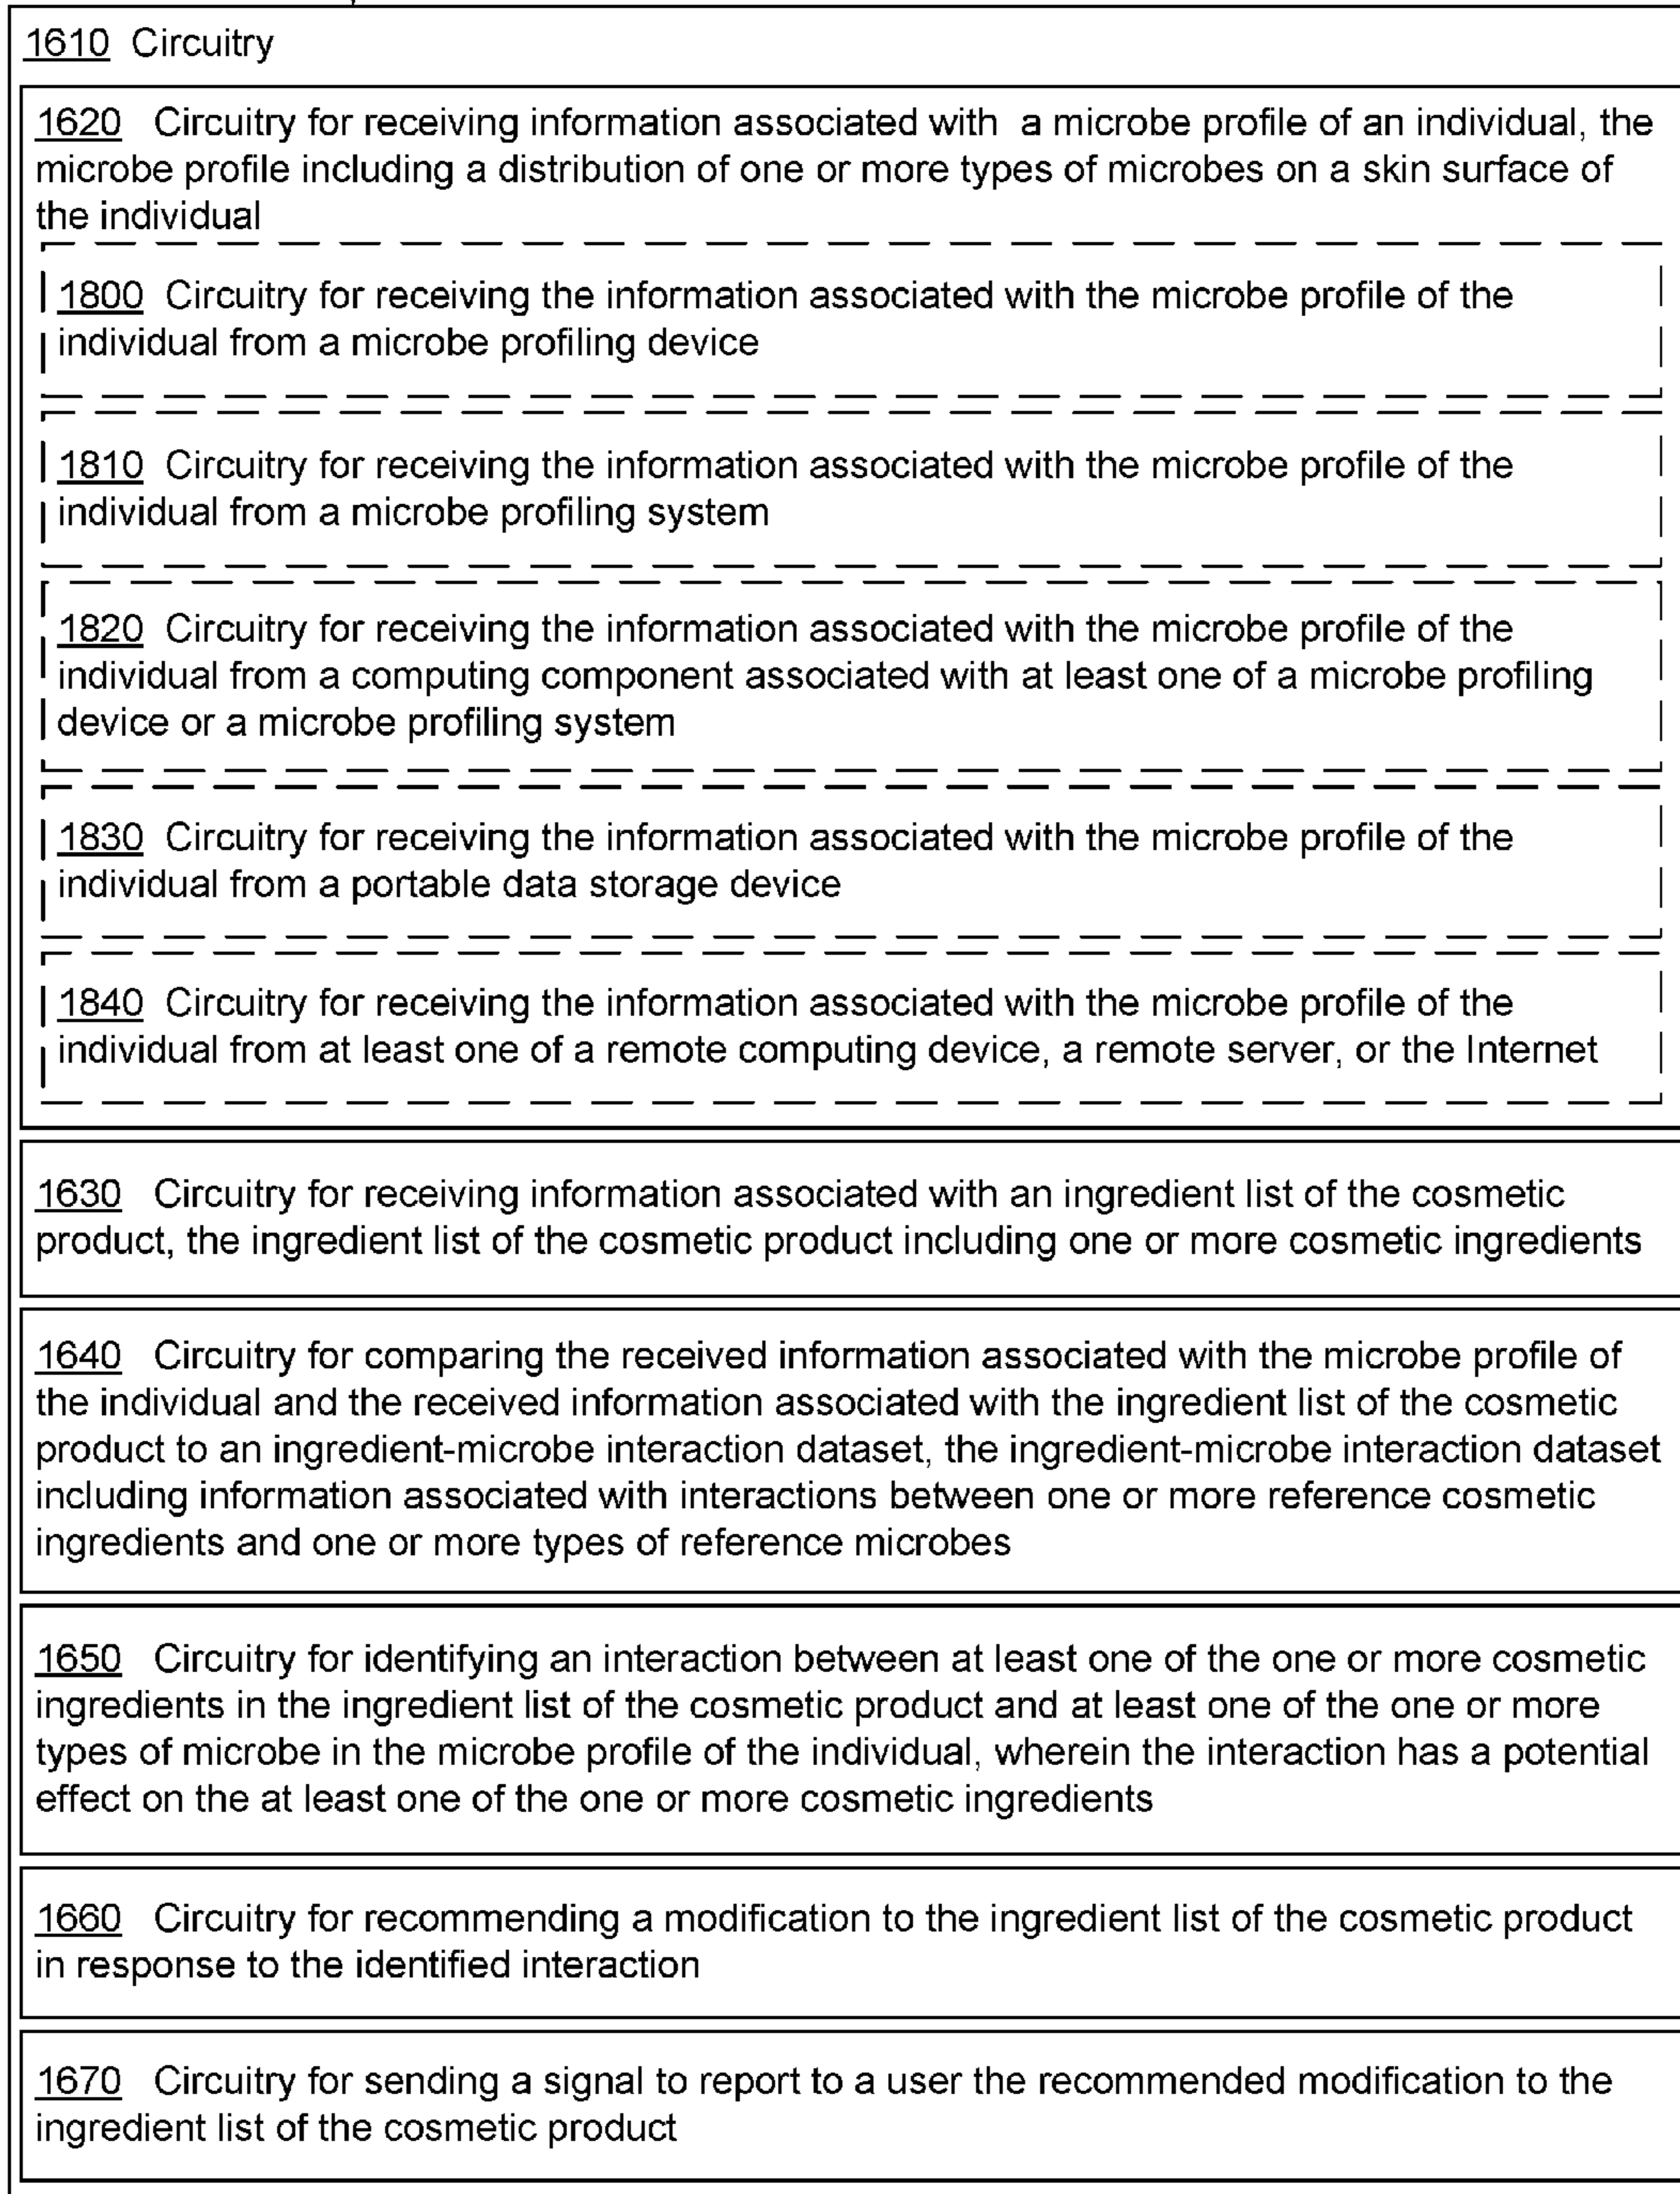 1610 Circuitry
1620 Circuitry for receiving information associated with a microbe profile of an individual, the
microbe profile including a distribution of one or more types of microbes on a skin surface of
the individual
1800 Circuitry for receiving the information associated with the microbe profile of the
individual from a microbe profiling device
1810 Circuitry for receiving the information associated with the microbe profile of the
individual from a microbe profiling system
1820 Circuitry for receiving the information associated with the microbe profile of the
individual from a computing component associated with at least one of a microbe profiling
device or a microbe profiling system
1830 Circuitry for receiving the information associated with the microbe profile of the
individual from a portable data storage device
1840 Circuitry for receiving the information associated with the microbe profile of the
individual from at least one of a remote computing device, a remote server, or the Internet
1630 Circuitry for receiving information associated with an ingredient list of the cosmetic
product, the ingredient list of the cosmetic product including one or more cosmetic ingredients
1640 Circuitry for comparing the received information associated with the microbe profile of
the individual and the received information associated with the ingredient list of the cosmetic
product to an ingredient-microbe interaction dataset, the ingredient-microbe interaction dataset
including information associated with interactions between one or more reference cosmetic
ingredients and one or more types of reference microbes
1650 Circuitry for identifying an interaction between at least one of the one or more cosmetic
ingredients in the ingredient list of the cosmetic product and at least one of the one or more
types of microbe in the microbe profile of the individual, wherein the interaction has a potential
effect on the at least one of the one or more cosmetic ingredients
1660 Circuitry for recommending a modification to the ingredient list of the cosmetic product
in response to the identified interaction
1670 Circuitry for sending a signal to report to a user the recommended modification to the
ingredient list of the cosmetic product